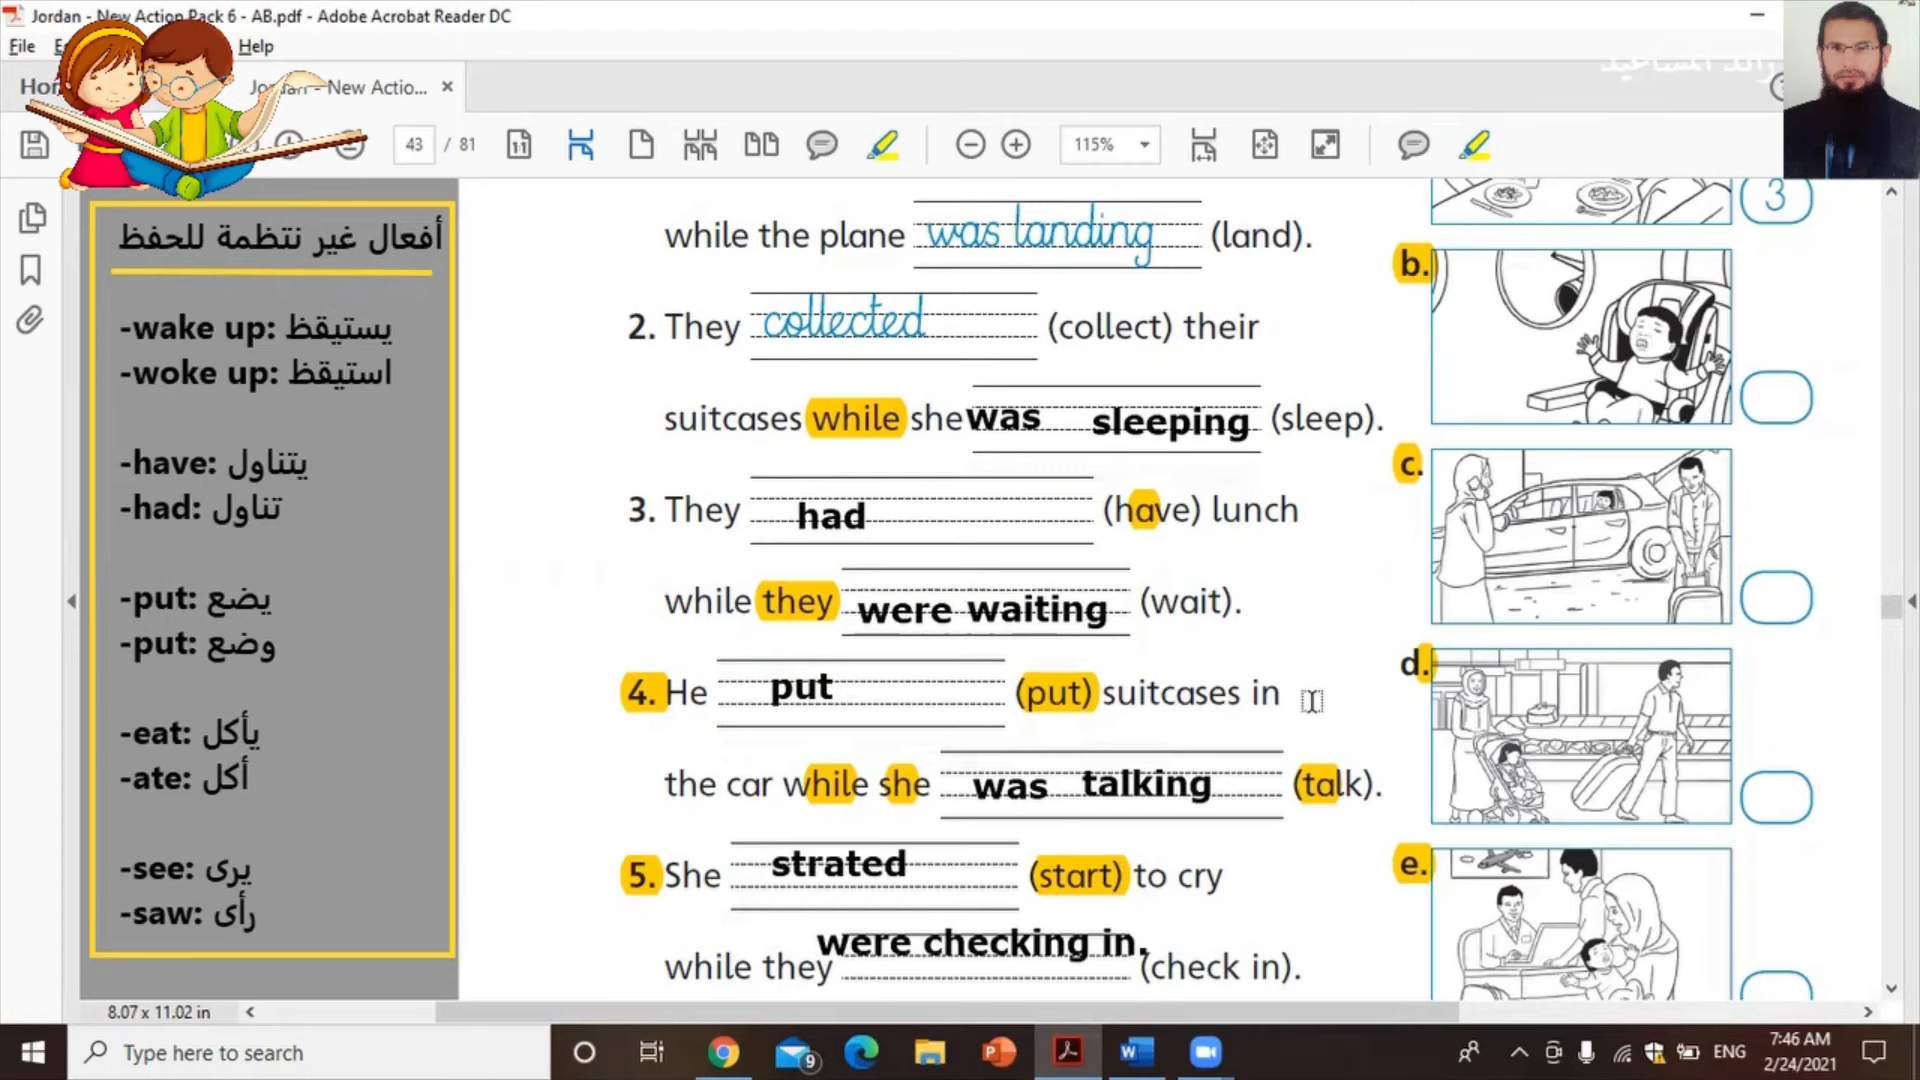 Jordan - New Action Pack 6 - AB.pdf - Adobe Acrobat Reader DC
File
Help
Jordan - New Actio...
43 / 81
115%
رائد المساعيد
أفعال غير نتظمة للحفظ
-wake up: يستيقظ
-woke up: استيقظ
-have: يتناول
-had: تناول
-put: يضع
-put: وضع
-eat: يأكل
-ate: أكل
-see: يرى
-saw: رأى
while the plane was landing (land).
2. They collected (collect) their
suitcases while she was sleeping (sleep).
3. They had (have) lunch
while they were waiting (wait).
4. He put (put) suitcases in
the car while she was talking (talk).
5. She strated (start) to cry
while they were checking in. (check in).
3
b.
c.
d.
e.
8.07 x 11.02 in
Type here to search
9
ENG
7:46 AM
2/24/2021